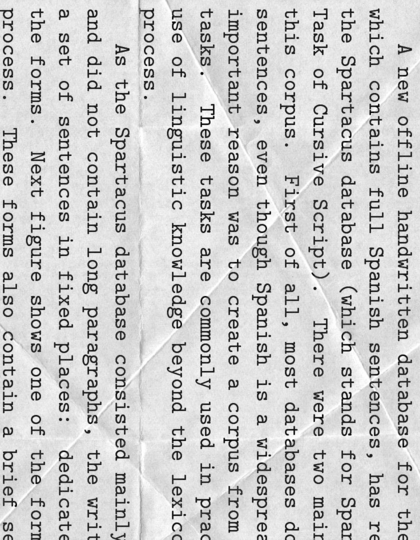 A new offline handwritten database for the
which contains full Spanish sentences, has re
the Spartacus database (which stands for Spar
Task of Cursive Script). There were two main
this corpus. First of all, most databases do
sentences, even though Spanish is a widesprea
important reason was to create a corpus from
tasks. These tasks are commonly used in prac
use of linguistic knowledge beyond the lexico
process.
As the Spartacus database consisted mainly
and did not contain long paragraphs, the writ
a set of sentences in fixed places: dedicate
the forms. Next figure shows one of the form
process. These forms also contain a brief se